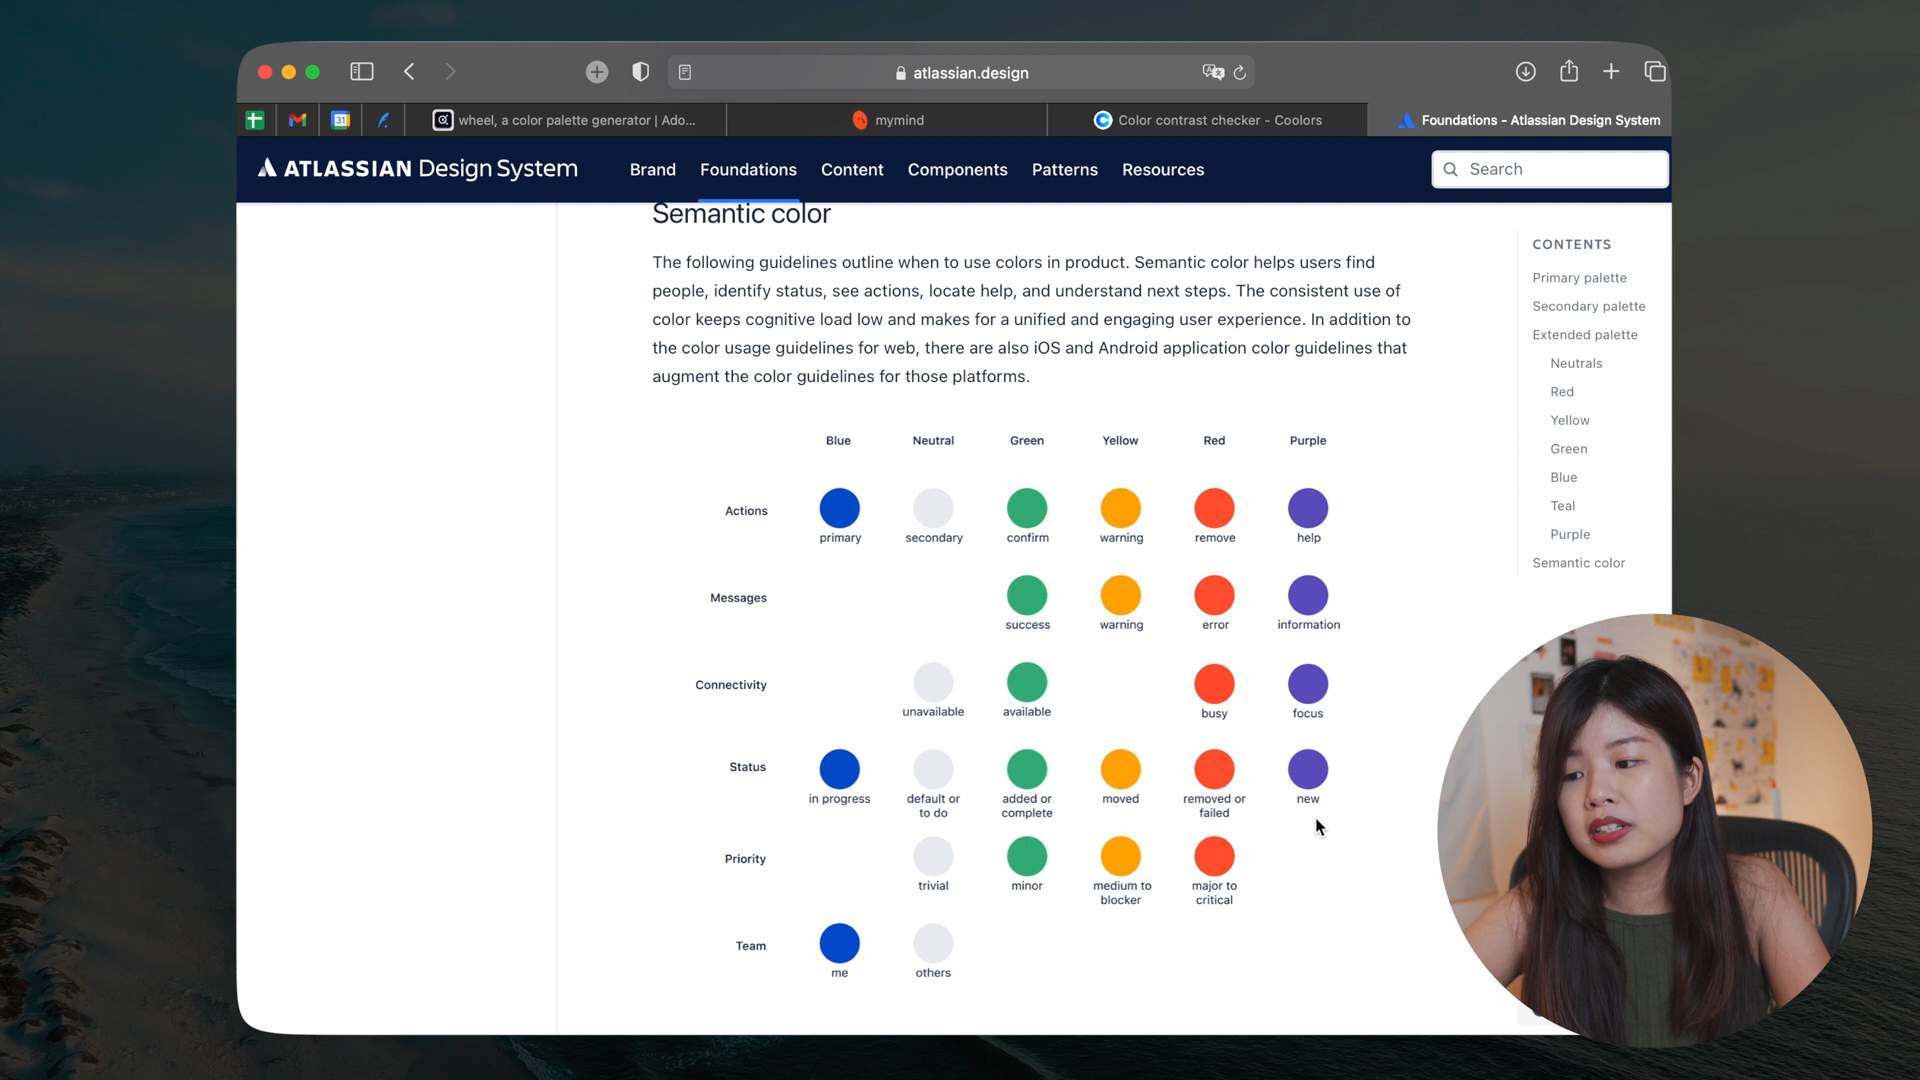 atlassian.design
31
wheel, a color palette generator | Ado...
mymind
Color contrast checker - Coolors
Foundations - Atlassian Design System
ATLASSIAN Design System
Brand
Foundations
Content
Components
Patterns
Resources
Search
Semantic color
The following guidelines outline when to use colors in product. Semantic color helps users find
people, identify status, see actions, locate help, and understand next steps. The consistent use of
color keeps cognitive load low and makes for a unified and engaging user experience. In addition to
the color usage guidelines for web, there are also iOS and Android application color guidelines that
augment the color guidelines for those platforms.
Blue
Neutral
Green
Yellow
Red
Purple
Actions
primary
secondary
confirm
warning
remove
help
Messages
success
warning
error
information
Connectivity
unavailable
available
busy
focus
Status
in progress
default or
to do
added or
complete
moved
removed or
failed
new
Priority
trivial
minor
medium to
blocker
major to
critical
Team
me
others
CONTENTS
Primary palette
Secondary palette
Extended palette
Neutrals
Red
Yellow
Green
Blue
Teal
Purple
Semantic color